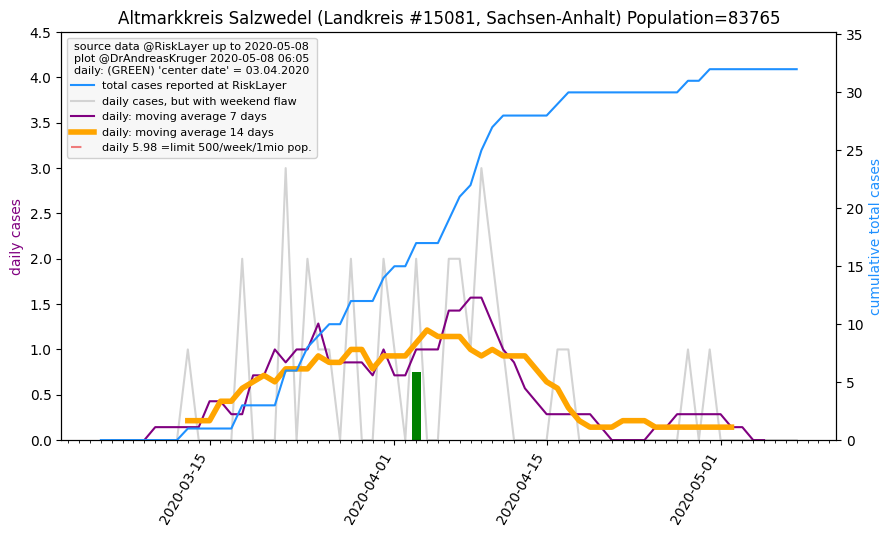 Altmarkkreis Salzwedel (Landkreis #15081, Sachsen-Anhalt) Population=83765
source data @RiskLayer up to 2020-05-08
plot @DrAndreasKruger 2020-05-08 06:05
daily: (GREEN) 'center date' = 03.04.2020
total cases reported at RiskLayer
daily cases, but with weekend flaw
daily: moving average 7 days
daily: moving average 14 days
daily 5.98 =limit 500/week/1mio pop.
daily cases
4.5
4.0
3.5
3.0
2.5
2.0
1.5
1.0
0.5
0.0
35
30
25
20
15
10
5
0
cumulative total cases
2020-03-15
2020-04-01
2020-04-15
2020-05-01